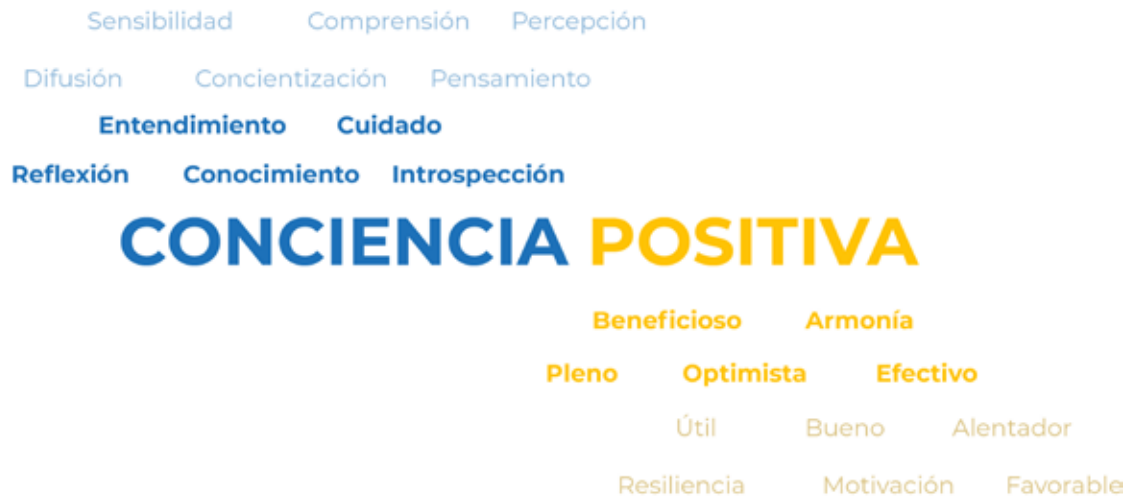 Sensibilidad Comprensión Percepción
Difusión Concientización Pensamiento
Entendimiento Cuidado
Reflexión Conocimiento Introspección
CONCIENCIA POSITIVA
Beneficioso Armonía
Pleno Optimista Efectivo
Útil Bueno Alentador
Resiliencia Motivación Favorable